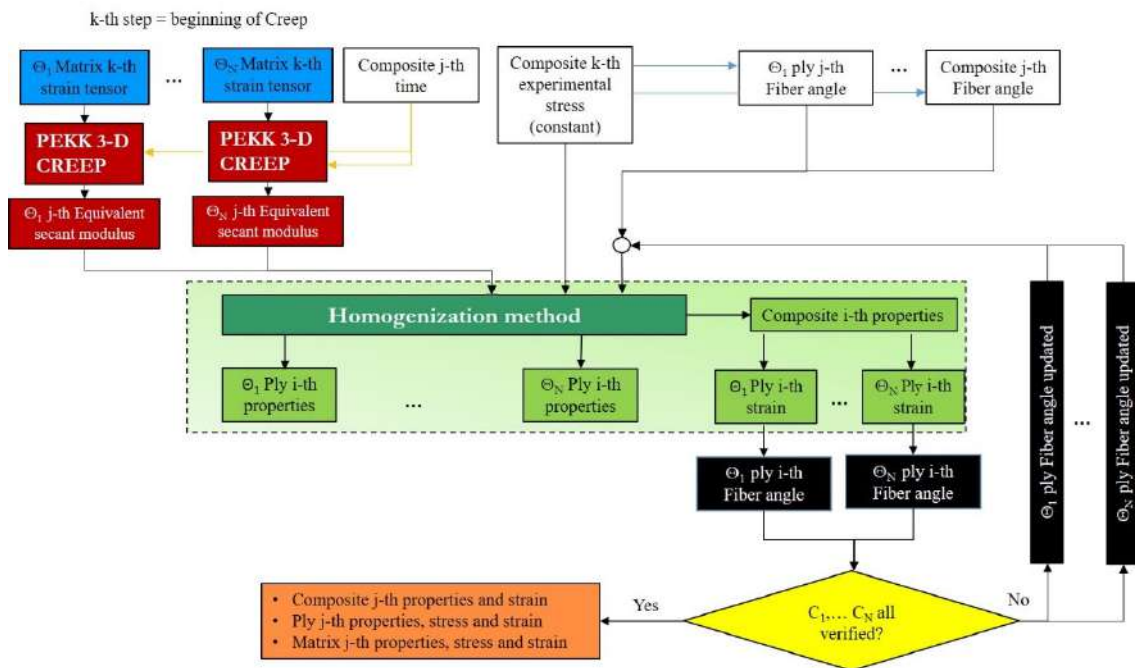 k-th step = beginning of Creep
Θ1 Matrix k-th
strain tensor
...
ΘN Matrix k-th
strain tensor
Composite j-th
time
Composite k-th
experimental
stress
(constant)
Θ1 ply j-th
Fiber angle
...
Composite j-th
Fiber angle
PEKK 3-D
CREEP
PEKK 3-D
CREEP
Θ1 j-th Equivalent
secant modulus
ΘN j-th Equivalent
secant modulus
Homogenization method
Composite i-th properties
Θ1 Ply i-th
properties
...
ΘN Ply i-th
properties
Θ1 Ply i-th
strain
...
ΘN Ply i-th
strain
Θ1 ply i-th
Fiber angle
ΘN ply i-th
Fiber angle
Θ1 ply Fiber angle updated
...
ΘN ply Fiber angle updated
C1,... CN all
verified?
Yes
No
• Composite j-th properties and strain
• Ply j-th properties, stress and strain
• Matrix j-th properties, stress and strain